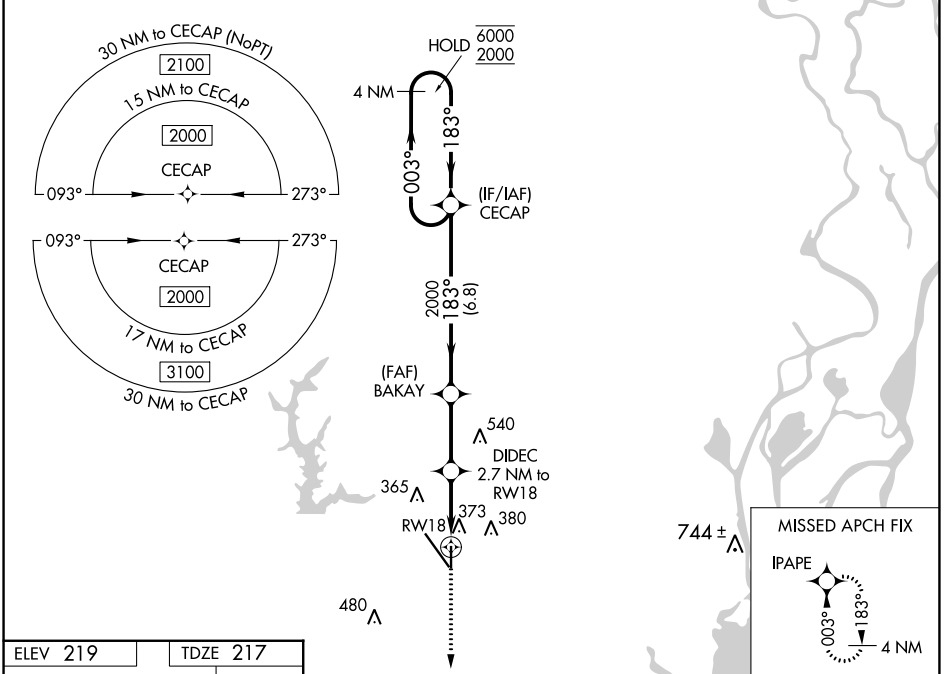 30 NM to CECAP (NoPT)
2100
15 NM to CECAP
2000
CECAP
093°
273°
093°
273°
CECAP
2000
17 NM to CECAP
3100
30 NM to CECAP
HOLD
6000
2000
4 NM
003°
183°
(IF/IAF)
CECAP
2000
183°
(6.8)
(FAF)
BAKAY
540
DIDEC
2.7 NM to
RW18
365
373
380
RW18
480
744 ±
MISSED APCH FIX
IPAPE
003°
183°
4 NM
ELEV 219
TDZE 217